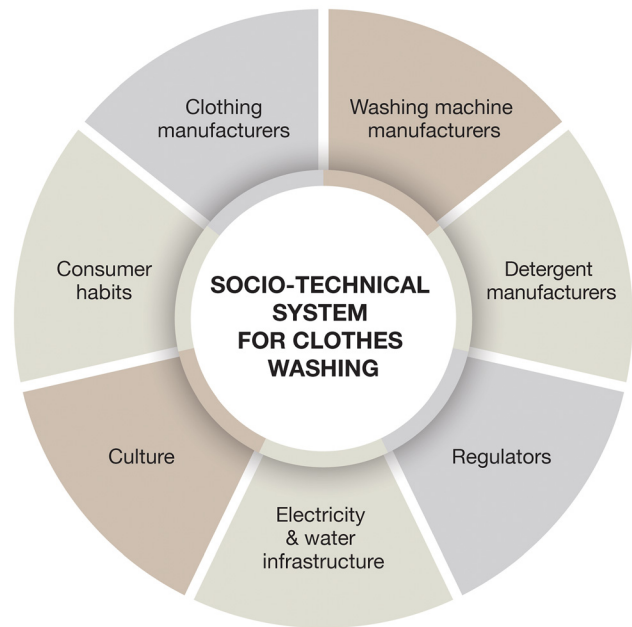 SOCIO-TECHNICAL
SYSTEM
FOR CLOTHES
WASHING
Washing machine
manufacturers
Detergent
manufacturers
Regulators
Electricity
& water
infrastructure
Culture
Consumer
habits
Clothing
manufacturers